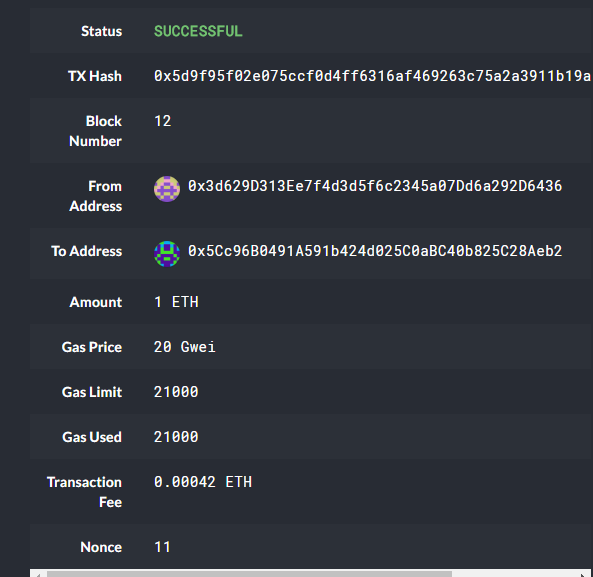 Status SUCCESSFUL
TX Hash 0x5d9f95f02e075ccf0d4ff6316af469263c75a2a3911b19a
Block Number 12
From Address 0x3d629D313Ee7f4d3d5f6c2345a07Dd6a292D6436
To Address 0x5Cc96B0491A591b424d025C0aBC40b825C28Aeb2
Amount 1 ETH
Gas Price 20 Gwei
Gas Limit 21000
Gas Used 21000
Transaction Fee 0.00042 ETH
Nonce 11